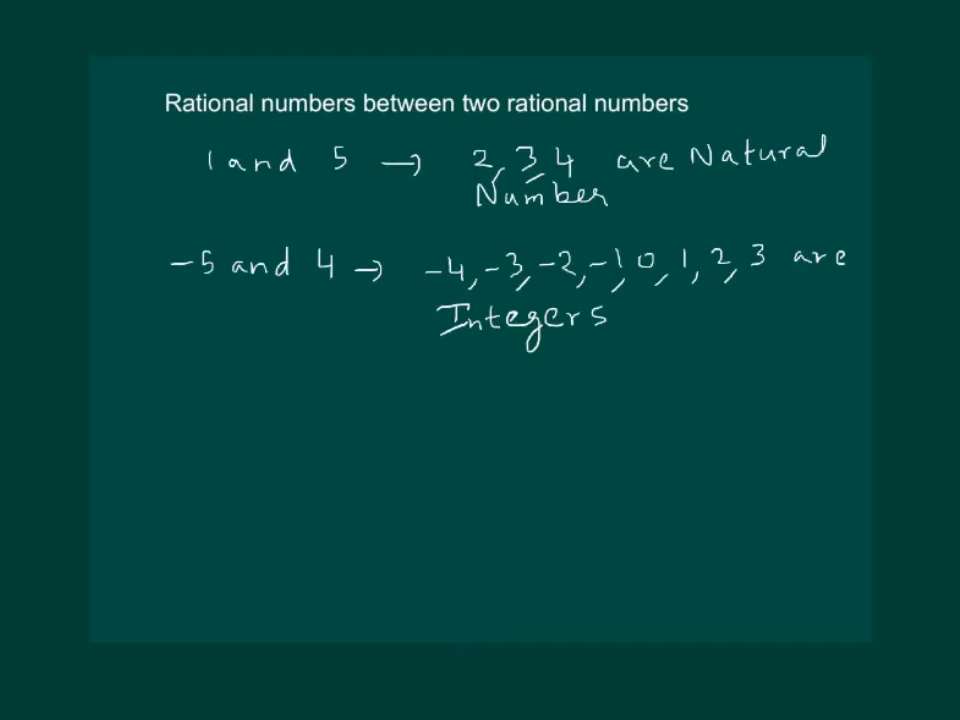 Rational numbers between two rational numbers
1 and 5 → 2, 3, 4 are Natural
Number
-5 and 4 → -4, -3, -2, -1, 0, 1, 2, 3 are
Integers